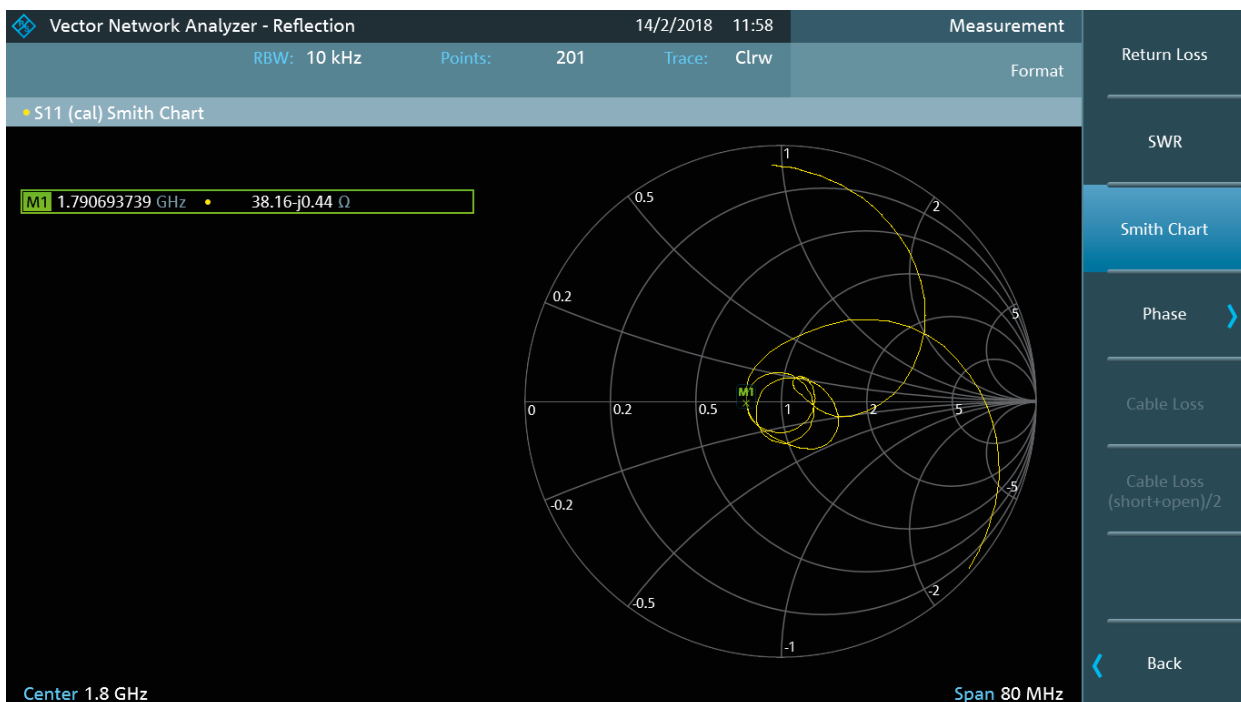 Vector Network Analyzer - Reflection 14/2/2018 11:58 Measurement
RBW: 10 kHz Points: 201 Trace: Clrw Format
S11 (cal) Smith Chart
M1 1.790693739 GHz 38.16-j0.44 Ω
1
0.5
2
0.2
5
M1
0
0.2
0.5
1
2
5
-0.2
-5
-0.5
-2
-1
Center 1.8 GHz Span 80 MHz
Return Loss
SWR
Smith Chart
Phase
Cable Loss
Cable Loss
(short+open)/2
Back